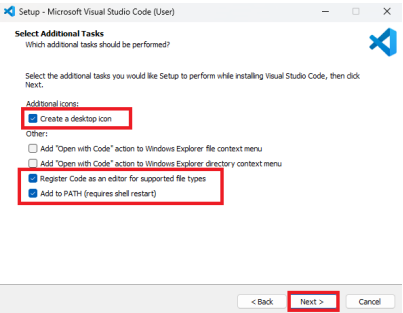 Setup - Microsoft Visual Studio Code (User)
Select Additional Tasks
Which additional tasks should be performed?
Select the additional tasks you would like Setup to perform while installing Visual Studio Code, then click
Next.
Additional icons:
Create a desktop icon
Other:
Add "Open with Code" action to Windows Explorer file context menu
Add "Open with Code" action to Windows Explorer directory context menu
Register Code as an editor for supported file types
Add to PATH (requires shell restart)
< Back Next > Cancel